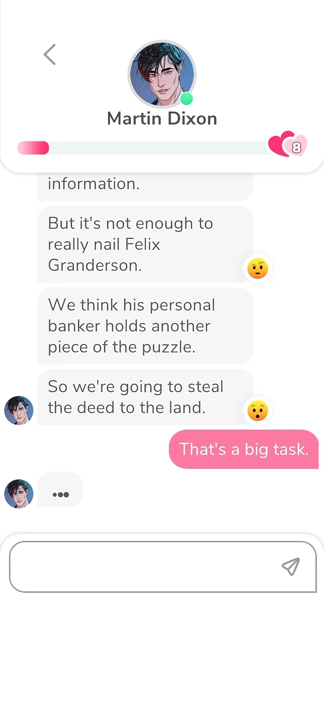 Martin Dixon
8
information.
But it's not enough to
really nail Felix
Granderson.
We think his personal
banker holds another
piece of the puzzle.
So we're going to steal
the deed to the land.
That's a big task.